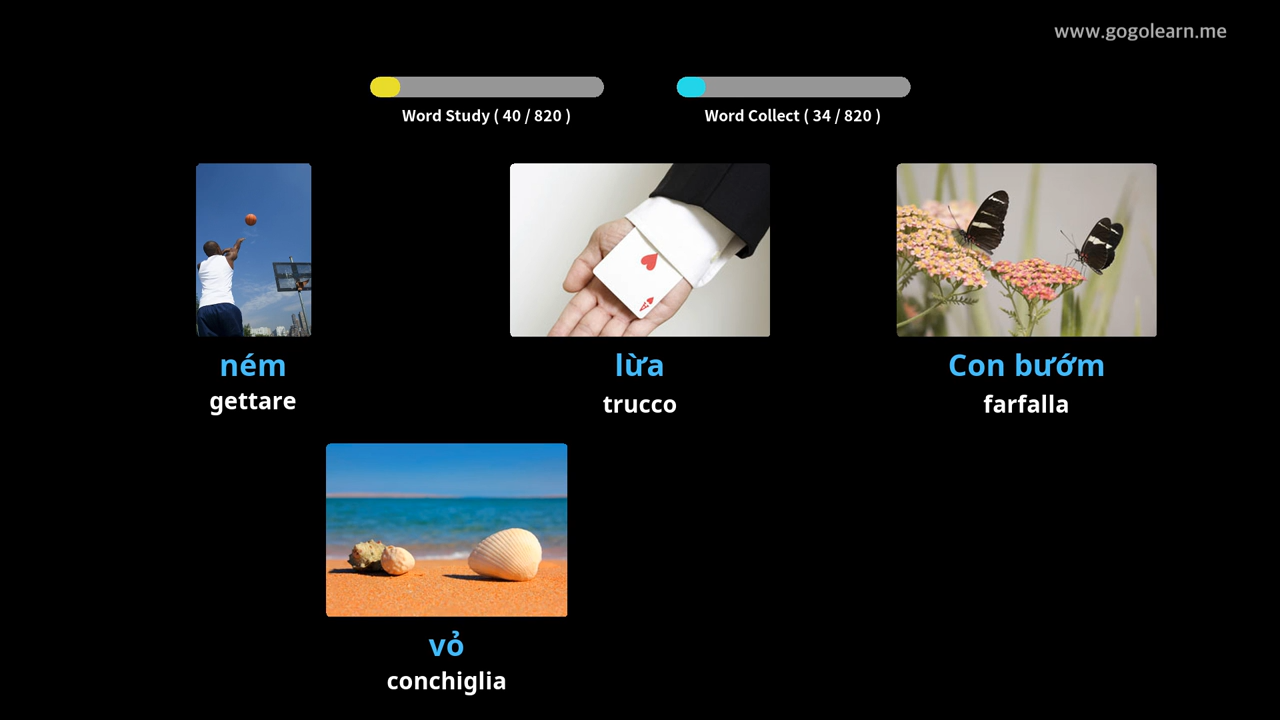 www.gogolearn.me
Word Study ( 40 / 820 )
Word Collect ( 34 / 820 )
ném
gettare
lừa
trucco
Con bướm
farfalla
vỏ
conchiglia